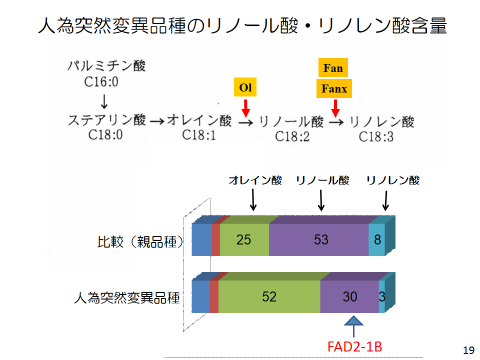 人為突然変異品種のリノール酸・リノレン酸含量
パルミチン酸
C16:0
↓
Ol
Fan
Fanx
ステアリン酸→オレイン酸→リノール酸→リノレン酸
C18:0 C18:1 C18:2 C18:3
オレイン酸 リノール酸 リノレン酸
比較（親品種） 25 53 8
人為突然変異品種 52 30 3
FAD2-1B
19